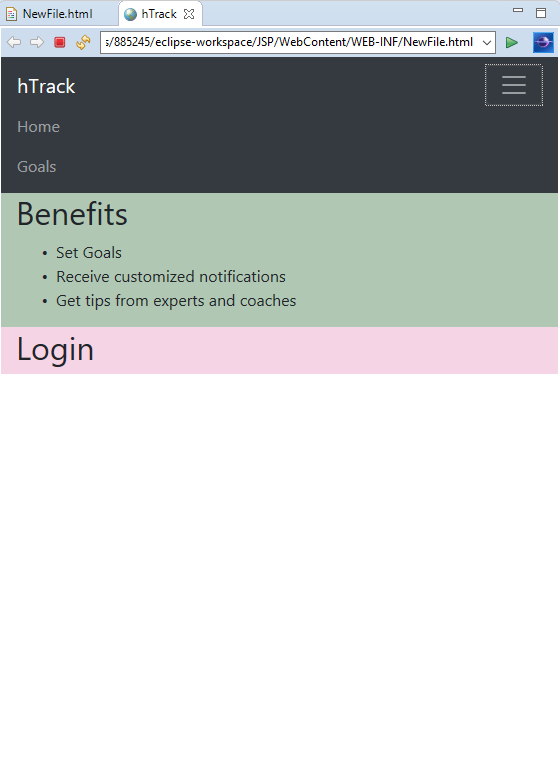 NewFile.html
hTrack
s/885245/eclipse-workspace/JSP/WebContent/WEB-INF/NewFile.html
hTrack
Home
Goals
Benefits
• Set Goals
• Receive customized notifications
• Get tips from experts and coaches
Login